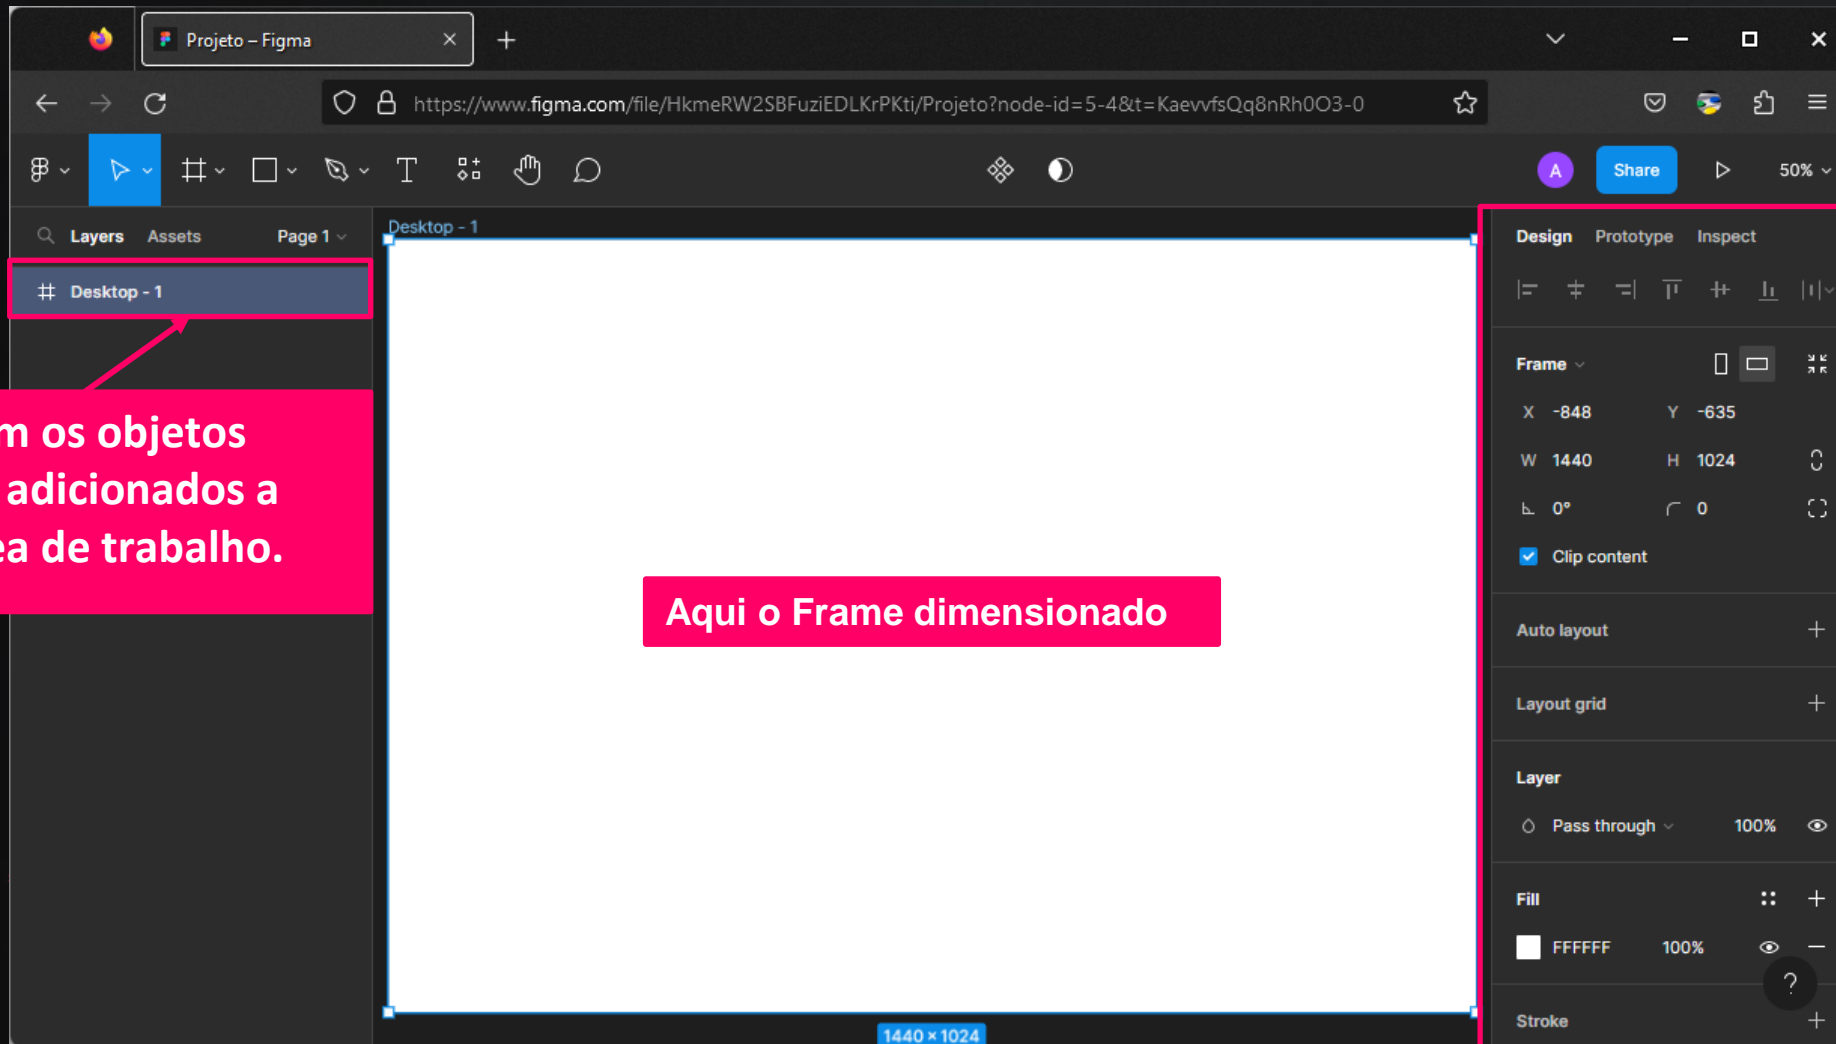 Projeto – Figma
https://www.figma.com/file/HkmeRW2SBFuziEDLKrPKti/Projeto?node-id=5-4&t=KaevvfsQq8nRh0O3-0
T
A
Share
50%
Layers Assets Page 1
Desktop - 1
Desktop - 1
os objetos
adicionados a
de trabalho.
Aqui o Frame dimensionado
1440 × 1024
Design Prototype Inspect
Frame
X -848 Y -635
W 1440 H 1024
0° 0
Clip content
Auto layout
Layout grid
Layer
Pass through 100%
Fill
FFFFFF 100%
?
Stroke